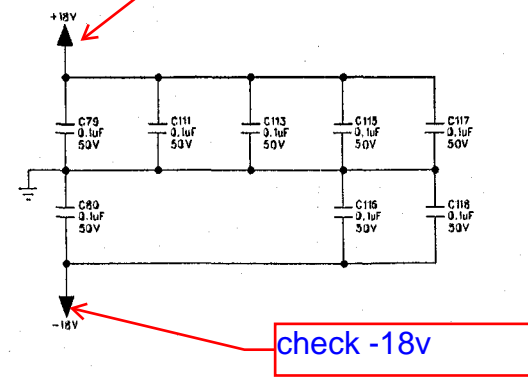 +18V
C79
0.1uF
50V
C111
0.1uF
50V
C113
0.1uF
50V
C115
0.1uF
50V
C117
0.1uF
50V
C80
0.1uF
50V
C116
0.1uF
50V
C118
0.1uF
50V
-18V
check -18v